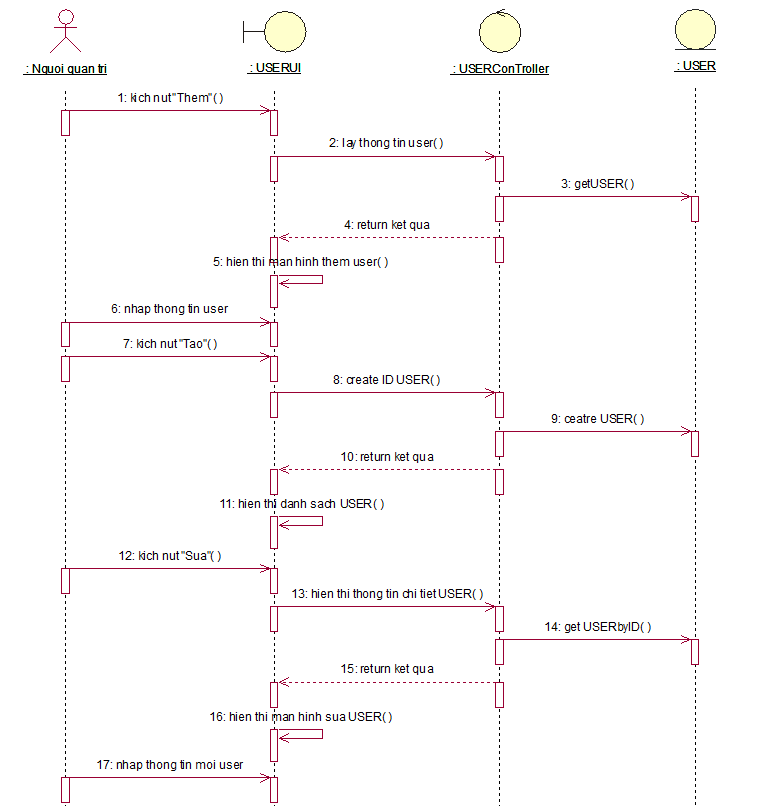 : Nguoi quan tri
: USERUI
: USERConTroller
: USER
1: kich nut "Them"( )
2: lay thong tin user( )
3: getUSER( )
4: return ket qua
5: hien thi man hinh them user( )
6: nhap thong tin user
7: kich nut "Tao"( )
8: create ID USER( )
9: ceatre USER( )
10: return ket qua
11: hien thi danh sach USER( )
12: kich nut "Sua"( )
13: hien thi thong tin chi tiet USER( )
14: get USERbyID( )
15: return ket qua
16: hien thi man hinh sua USER( )
17: nhap thong tin moi user